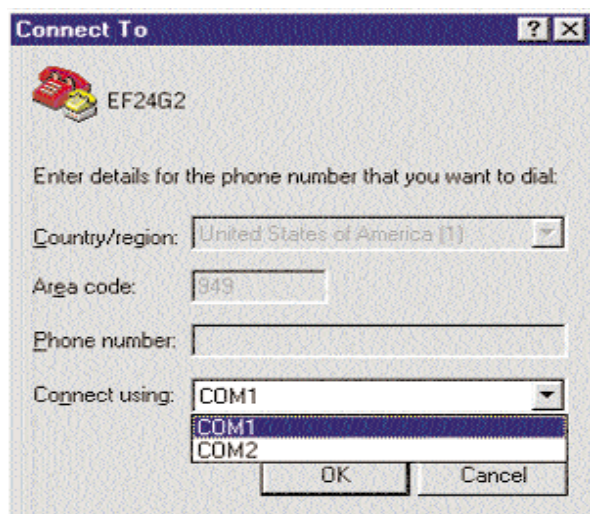 Connect To
EF24G2
Enter details for the phone number that you want to dial:
Country/region: United States of America (1)
Area code: 949
Phone number:
Connect using: COM1
COM1
COM2
OK Cancel